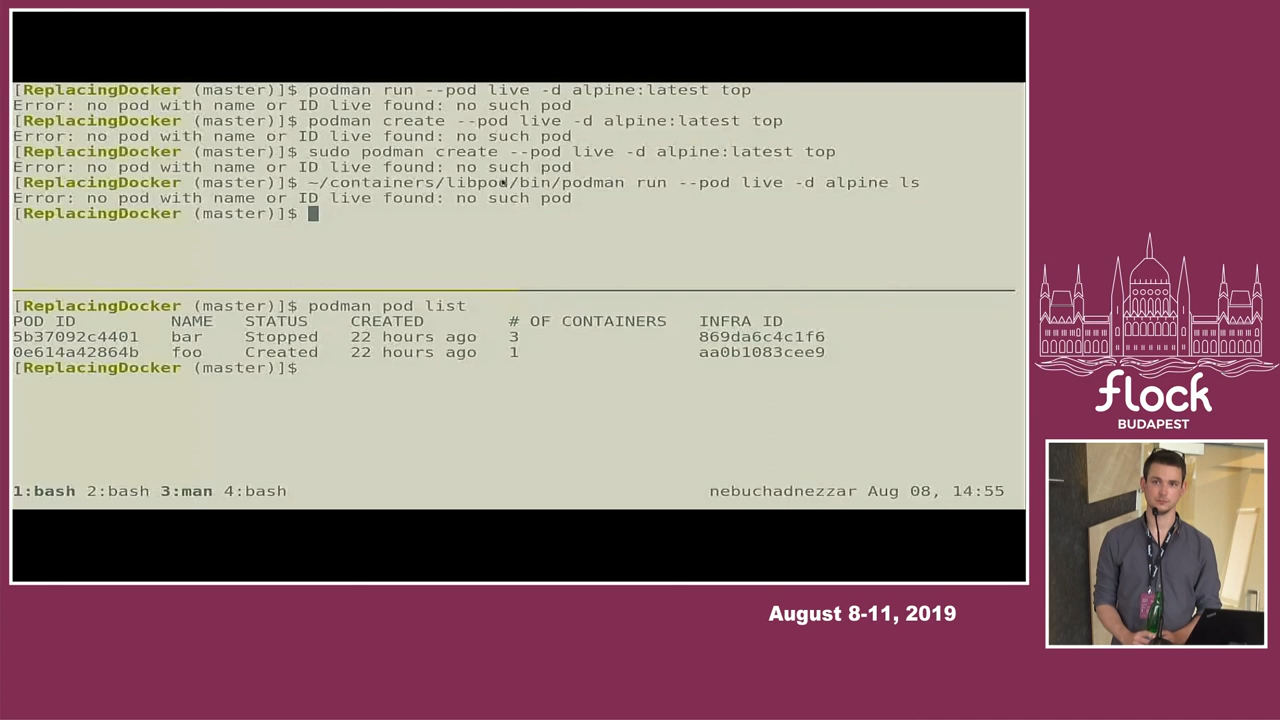 [ReplacingDocker (master)]$ podman run --pod live -d alpine:latest top
Error: no pod with name or ID live found: no such pod
[ReplacingDocker (master)]$ podman create --pod live -d alpine:latest top
Error: no pod with name or ID live found: no such pod
[ReplacingDocker (master)]$ sudo podman create --pod live -d alpine:latest top
Error: no pod with name or ID live found: no such pod
[ReplacingDocker (master)]$ ~/containers/libpod/bin/podman run --pod live -d alpine ls
Error: no pod with name or ID live found: no such pod
[ReplacingDocker (master)]$
[ReplacingDocker (master)]$ podman pod list
POD ID NAME STATUS CREATED # OF CONTAINERS INFRA ID
5b37092c4401 bar Stopped 22 hours ago 3 869da6c4c1f6
0e614a42864b foo Created 22 hours ago 1 aa0b1083cee9
[ReplacingDocker (master)]$
1:bash 2:bash 3:man 4:bash nebuchadnezzar Aug 08, 14:55
flock
BUDAPEST
August 8-11, 2019